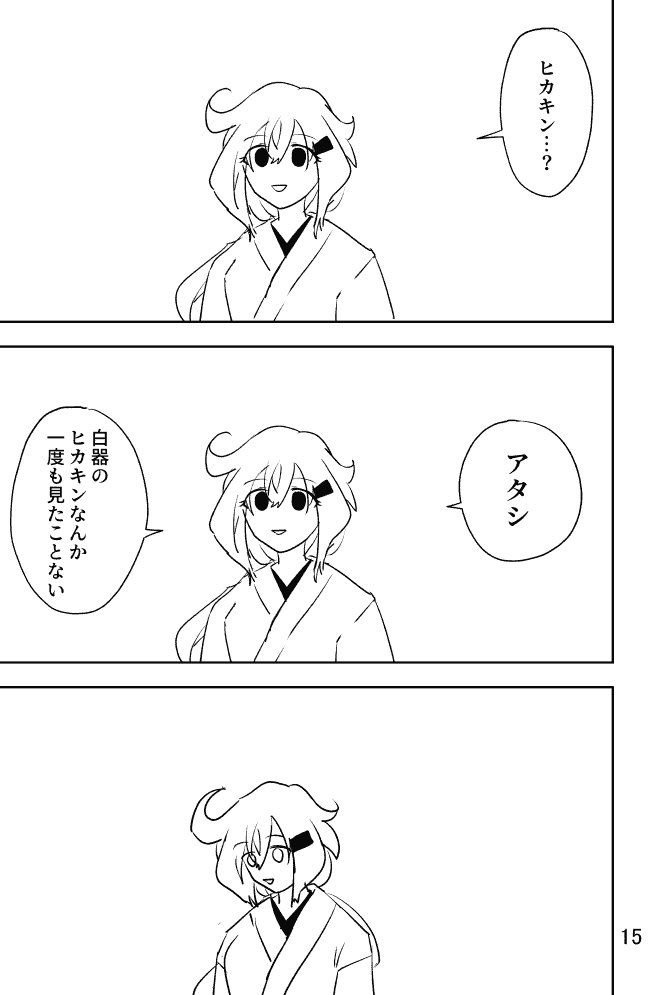 ヒカキン…?
アタシ
白器の
ヒカキンなんか
一度も見たことない
15